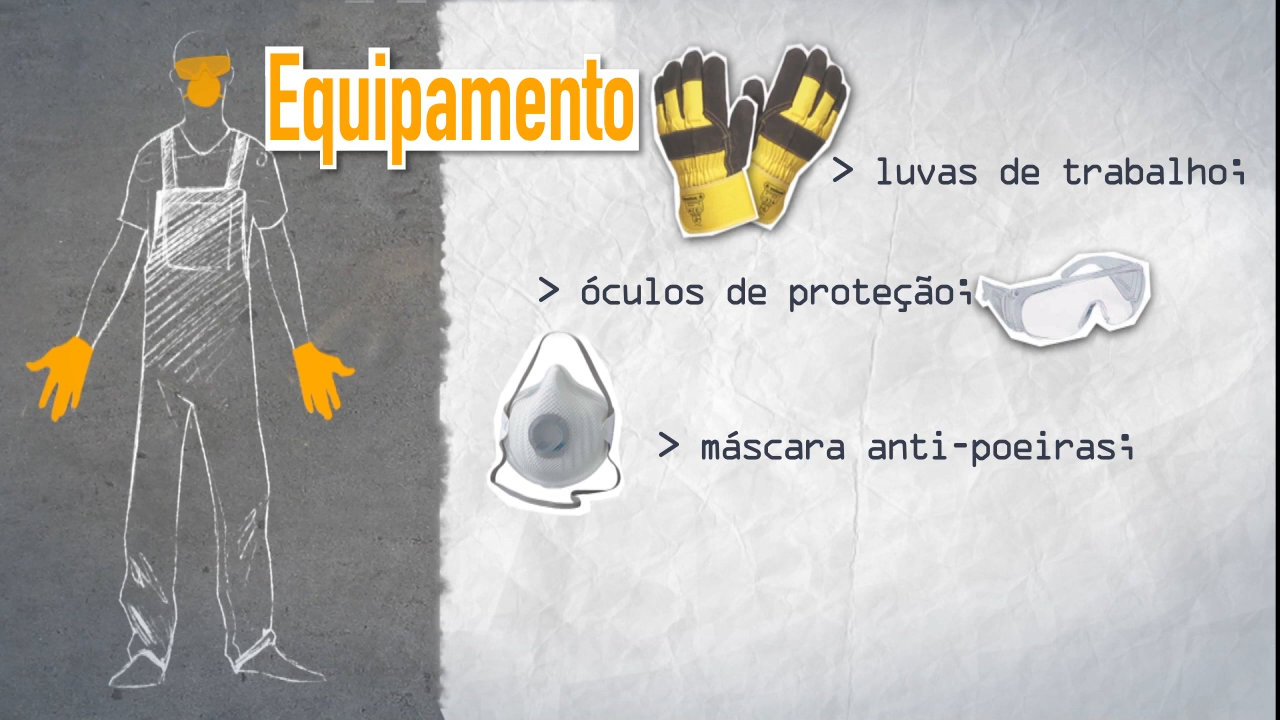 Equipamento
> luvas de trabalho;
> óculos de proteção;
> máscara anti-poeiras;